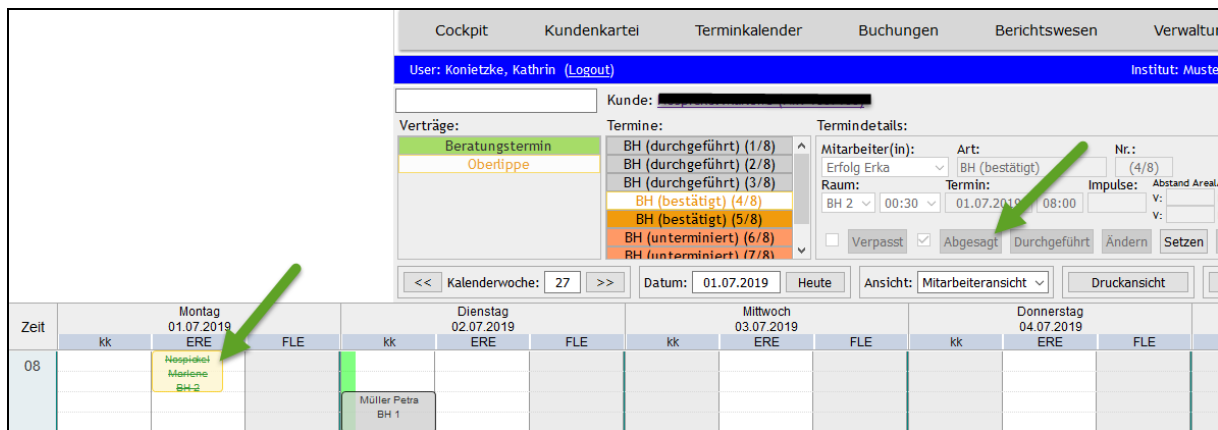 Cockpit Kundenkartei Terminkalender Buchungen Berichtswesen Verwaltu
User: Konietzke, Kathrin (Logout) Institut: Muste
Kunde:
Verträge: Termine: Termindetails:
Beratungstermin
Oberlippe
BH (durchgeführt) (1/8)
BH (durchgeführt) (2/8)
BH (durchgeführt) (3/8)
BH (bestätigt) (4/8)
BH (bestätigt) (5/8)
BH (unterminiert) (6/8)
BH (unterminiert) (7/8)
Mitarbeiter(in): Art: Nr.:
Erfolg Erka BH (bestätigt) (4/8)
Raum: Termin: Impulse: Abstand Areal
BH 2 00:30 01.07.2019 08:00 V:
V:
Verpasst Abgesagt Durchgeführt Ändern Setzen
<< Kalenderwoche: 27 >> Datum: 01.07.2019 Heute Ansicht: Mitarbeiteransicht Druckansicht
Zeit
Montag Dienstag Mittwoch Donnerstag
01.07.2019 02.07.2019 03.07.2019 04.07.2019
kk ERE FLE kk ERE FLE kk ERE FLE kk ERE FLE
08
Nospickel
Marlene
BH 2
Müller Petra
BH 1